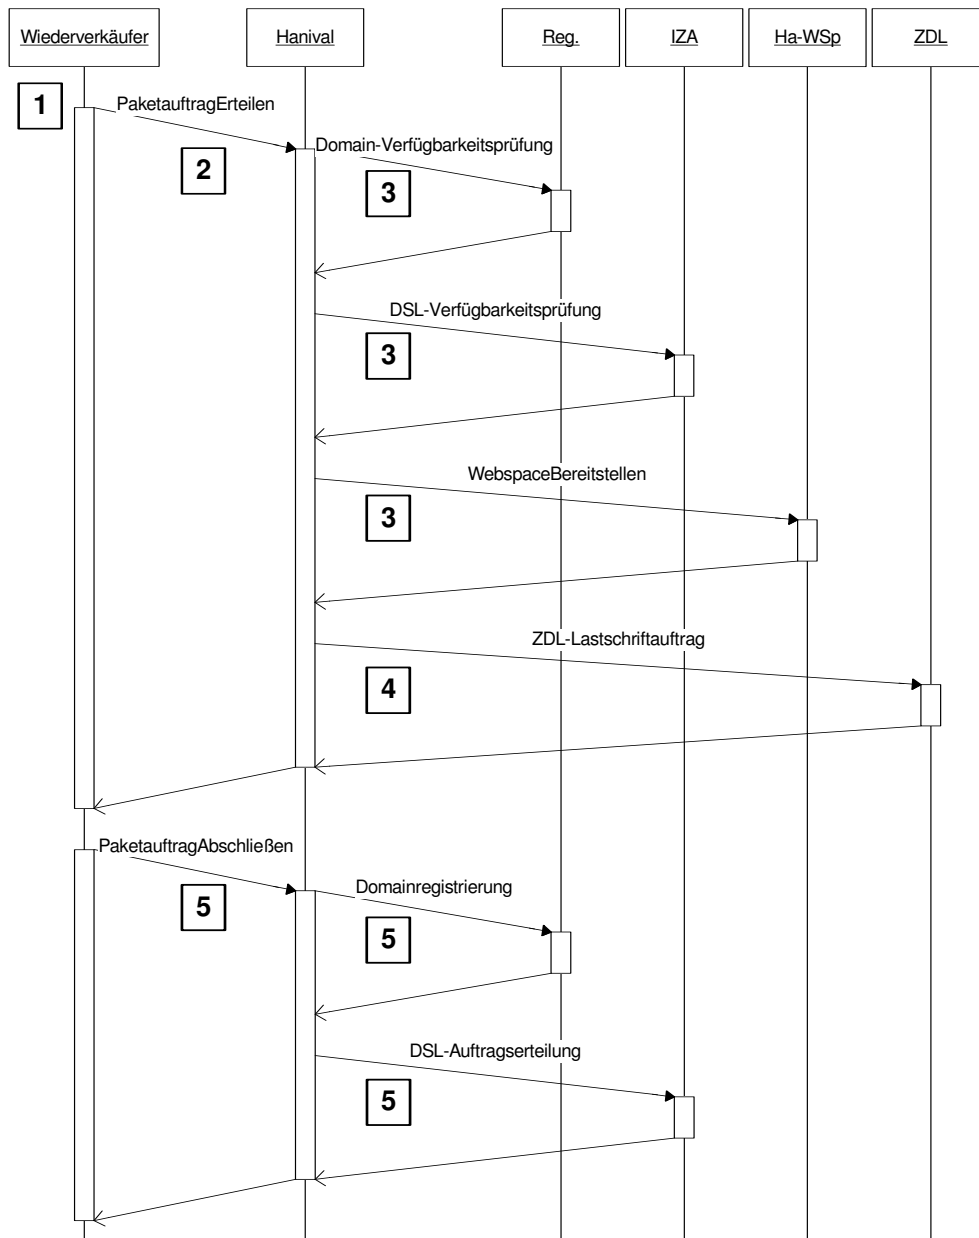 Wiederverkäufer
Hanival
Reg.
IZA
Ha-WSp
ZDL
1
PaketauftragErteilen
2
Domain-Verfügbarkeitsprüfung
3
DSL-Verfügbarkeitsprüfung
3
WebspaceBereitstellen
3
ZDL-Lastschriftauftrag
4
PaketauftragAbschließen
5
Domainregistrierung
5
DSL-Auftragserteilung
5